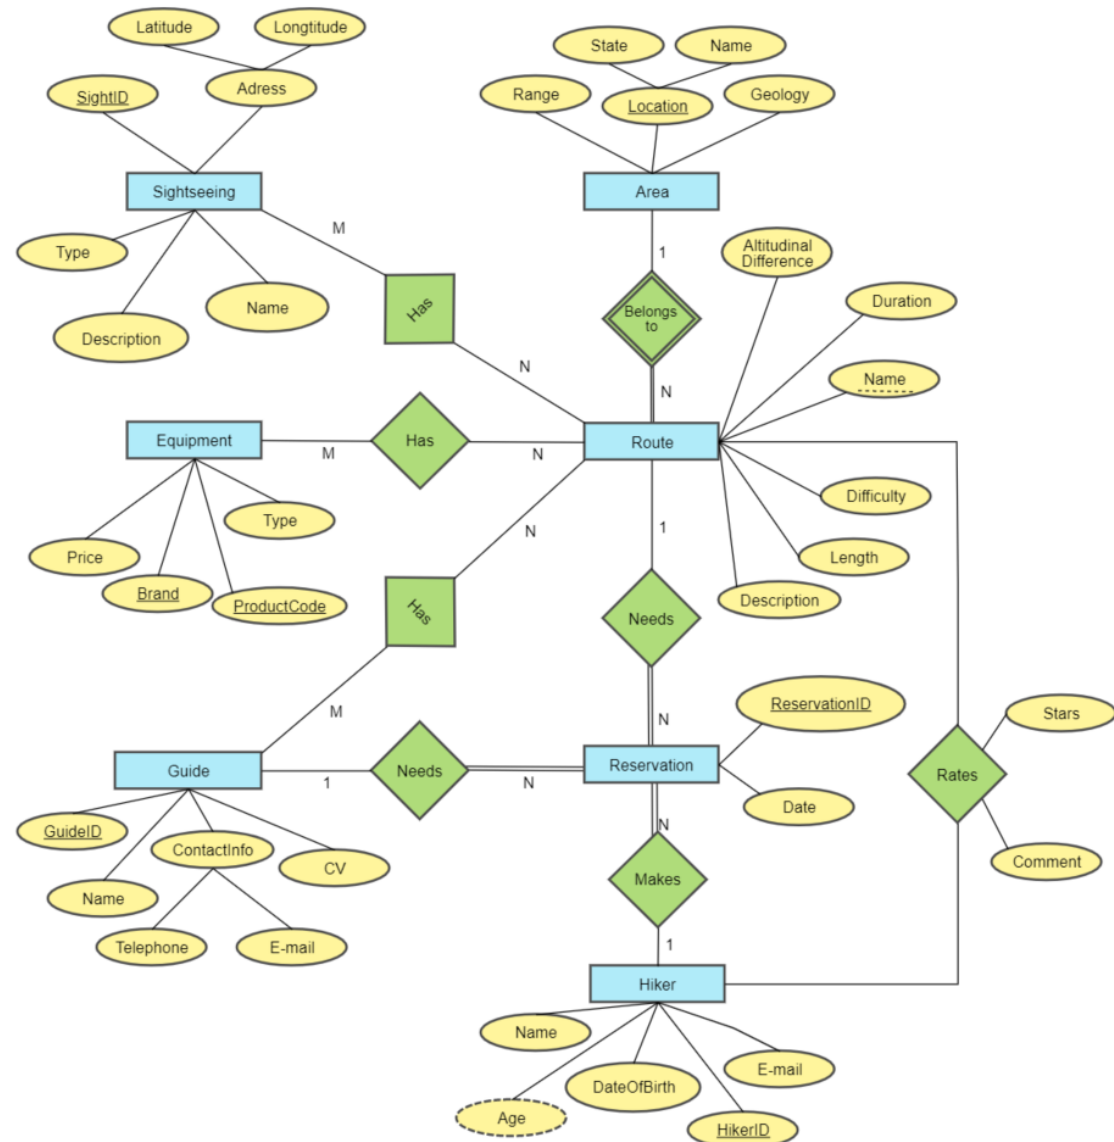 Latitude
Longtitude
SightID
Adress
Sightseeing
Type
Description
Name
State
Name
Range
Location
Geology
Area
M
Has
N
1
Belongs
to
N
Altitudinal
Difference
Duration
Name
Difficulty
Length
Description
Equipment
M
Has
N
Route
Price
Brand
ProductCode
Type
N
Has
M
1
Needs
N
Guide
1
Needs
N
Reservation
ReservationID
Date
GuideID
Name
ContactInfo
CV
Telephone
E-mail
N
Makes
1
Stars
Rates
Comment
Hiker
Name
Age
DateOfBirth
HikerID
E-mail